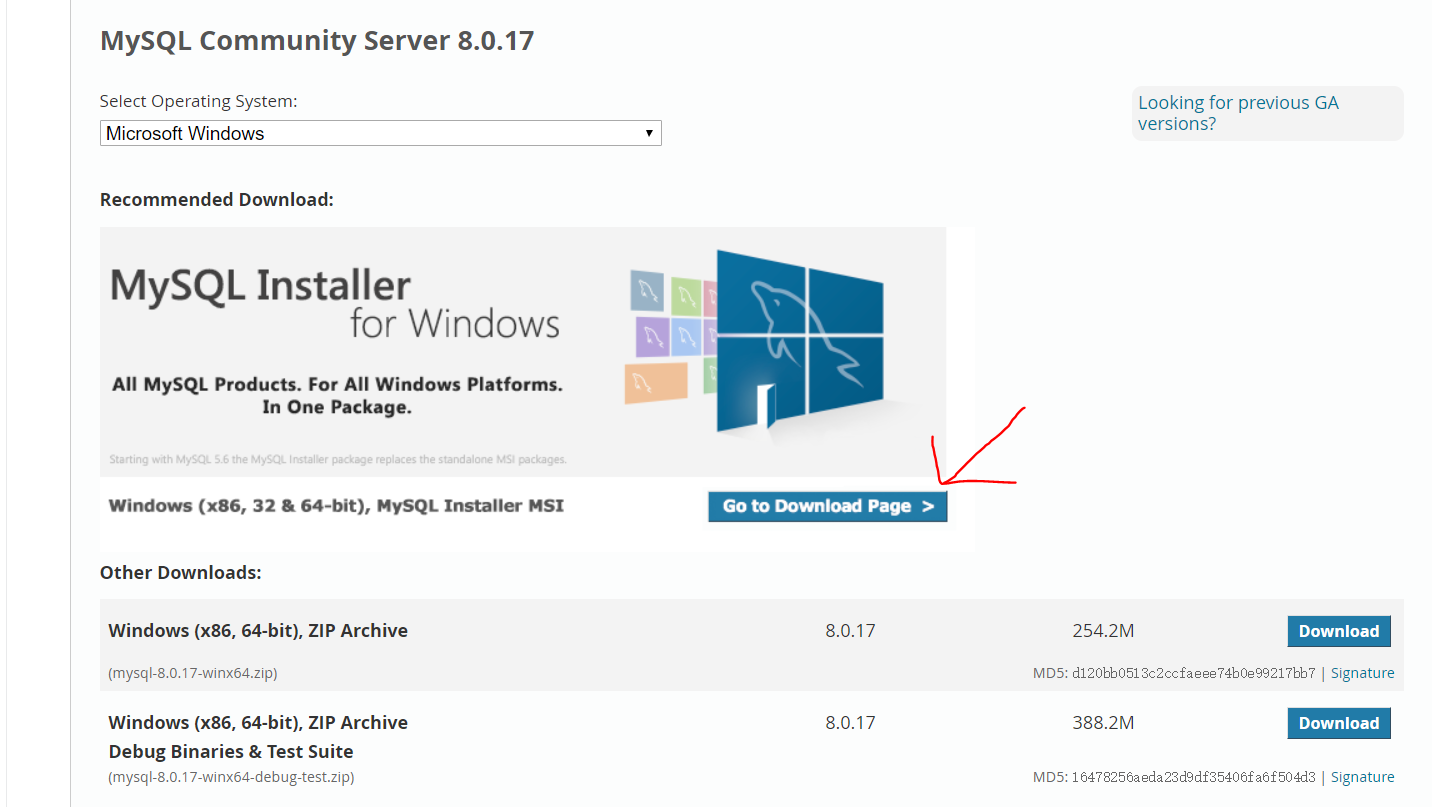 MySQL Community Server 8.0.17
Select Operating System:
Looking for previous GA
versions?
Microsoft Windows
Recommended Download:
MySQL Installer
for Windows
All MySQL Products. For All Windows Platforms.
In One Package.
Starting with MySQL 5.6 the MySQL Installer package replaces the standalone MSI packages.
Windows (x86, 32 & 64-bit), MySQL Installer MSI
Go to Download Page >
Other Downloads:
Windows (x86, 64-bit), ZIP Archive 8.0.17 254.2M Download
(mysql-8.0.17-winx64.zip) MD5: d120bb0513c2ccfaeee74b0e99217bb7 | Signature
Windows (x86, 64-bit), ZIP Archive 8.0.17 388.2M Download
Debug Binaries & Test Suite
(mysql-8.0.17-winx64-debug-test.zip) MD5: 16478256aeda23d9df35406fa6f504d3 | Signature